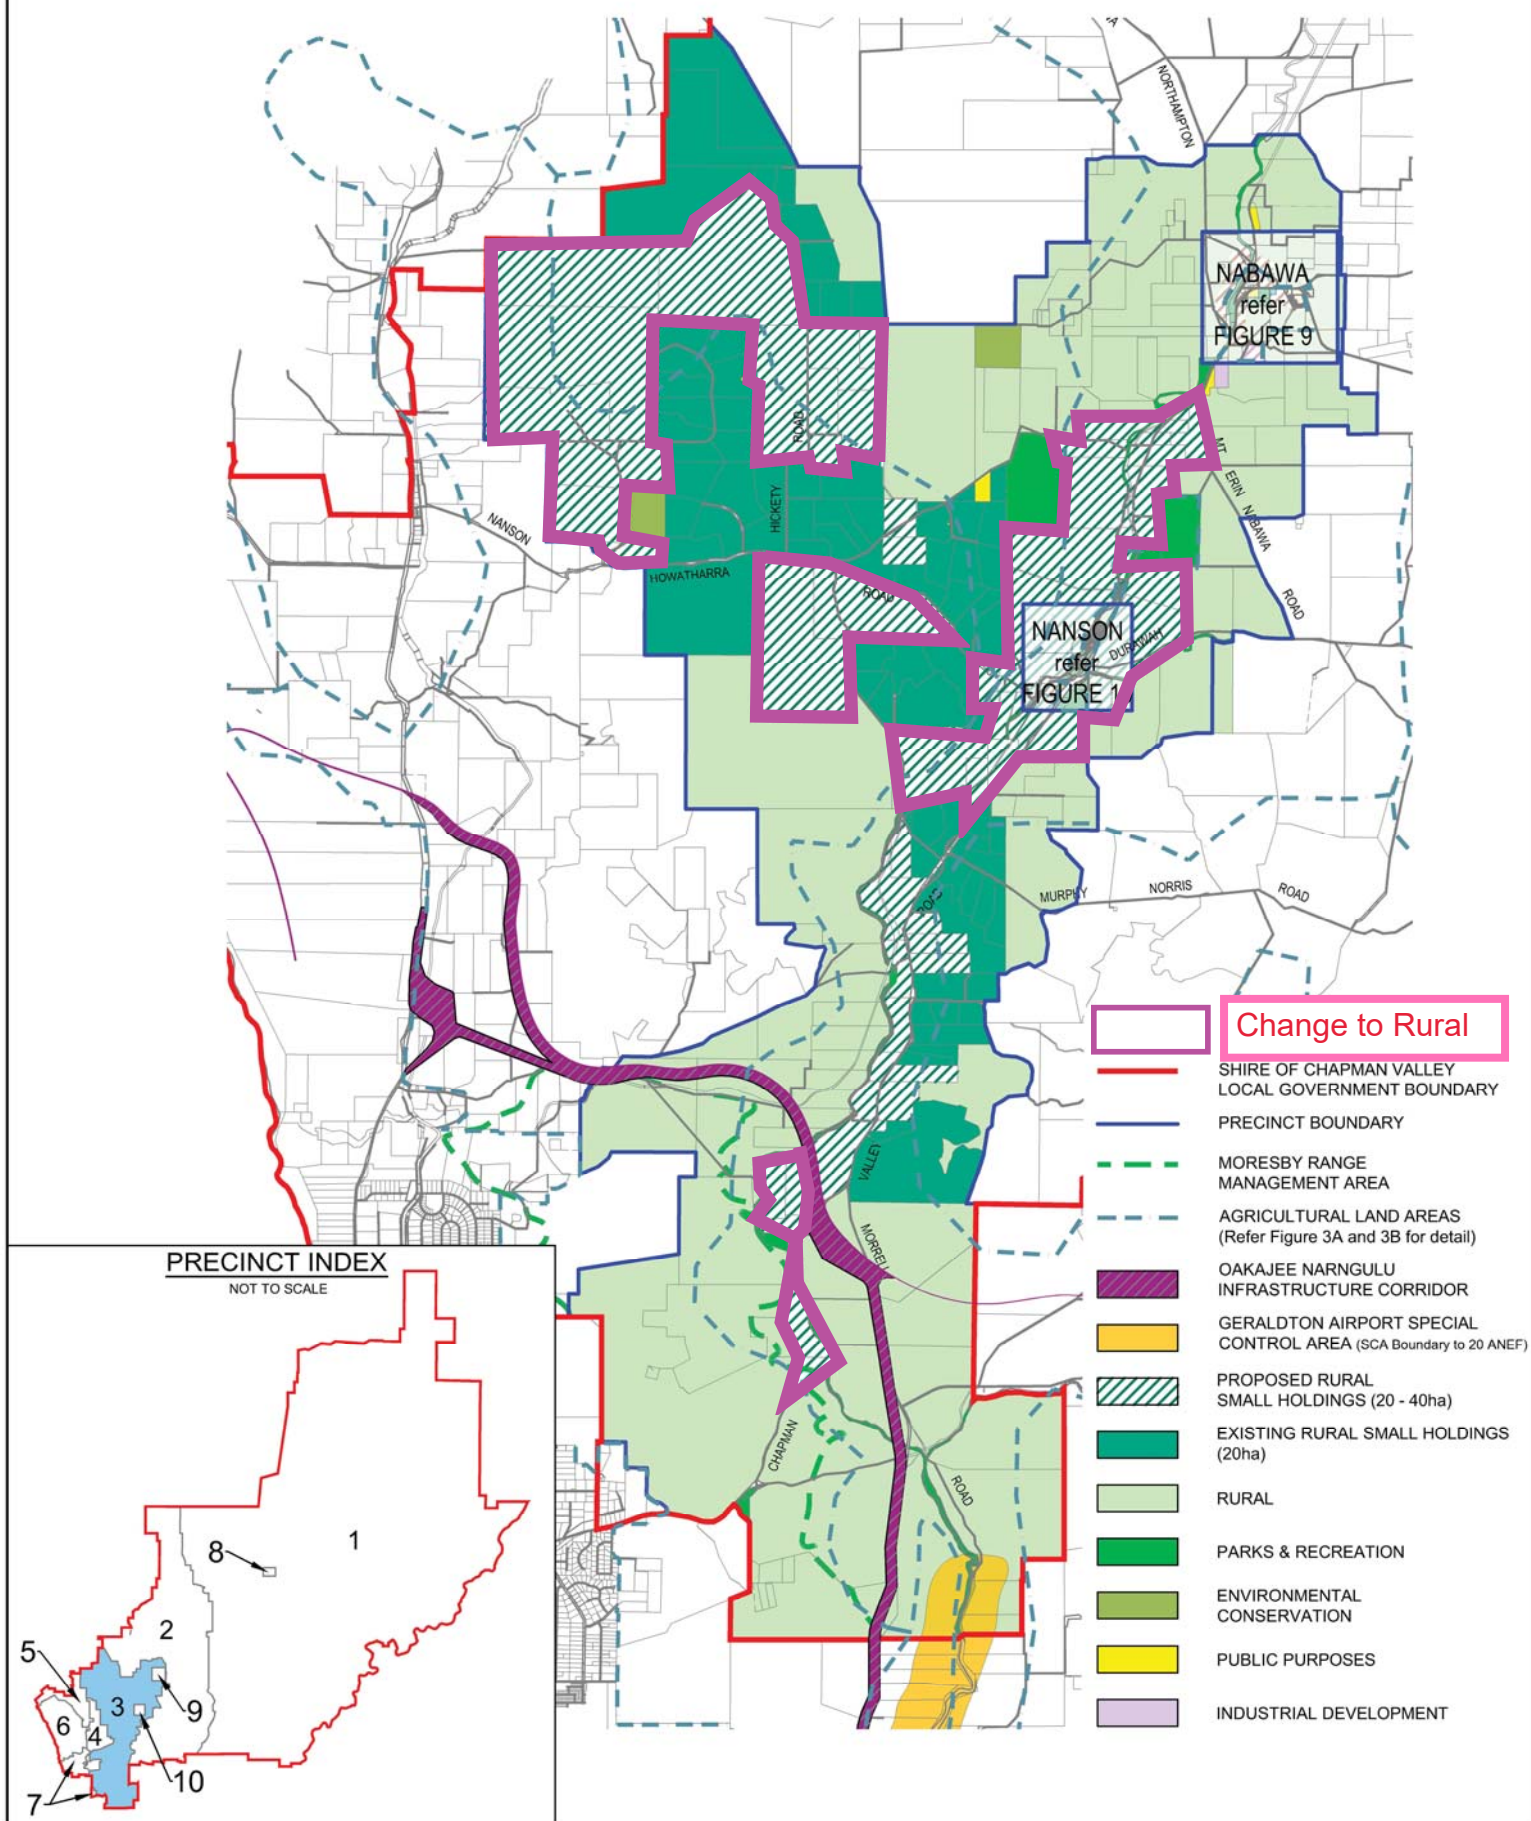 NORTHAMPTON
NABAWA
refer
FIGURE 9
MT
ERIN
NABAWA
ROAD
ROAD
HICKETY
NANSON
HOWATHARRA
ROAD
NANSON
refer
FIGURE 1
DURAWAH
ROAD
MURPHY
NORRIS
ROAD
VALLEY
MORRELL
CHAPMAN
ROAD
Change to Rural
SHIRE OF CHAPMAN VALLEY
LOCAL GOVERNMENT BOUNDARY
PRECINCT BOUNDARY
MORESBY RANGE
MANAGEMENT AREA
AGRICULTURAL LAND AREAS
(Refer Figure 3A and 3B for detail)
OAKAJEE NARNGULU
INFRASTRUCTURE CORRIDOR
GERALDTON AIRPORT SPECIAL
CONTROL AREA (SCA Boundary to 20 ANEF)
PROPOSED RURAL
SMALL HOLDINGS (20 - 40ha)
EXISTING RURAL SMALL HOLDINGS
(20ha)
RURAL
PARKS & RECREATION
ENVIRONMENTAL
CONSERVATION
PUBLIC PURPOSES
INDUSTRIAL DEVELOPMENT
PRECINCT INDEX
NOT TO SCALE
1
8
2
5
3
9
6
4
10
7